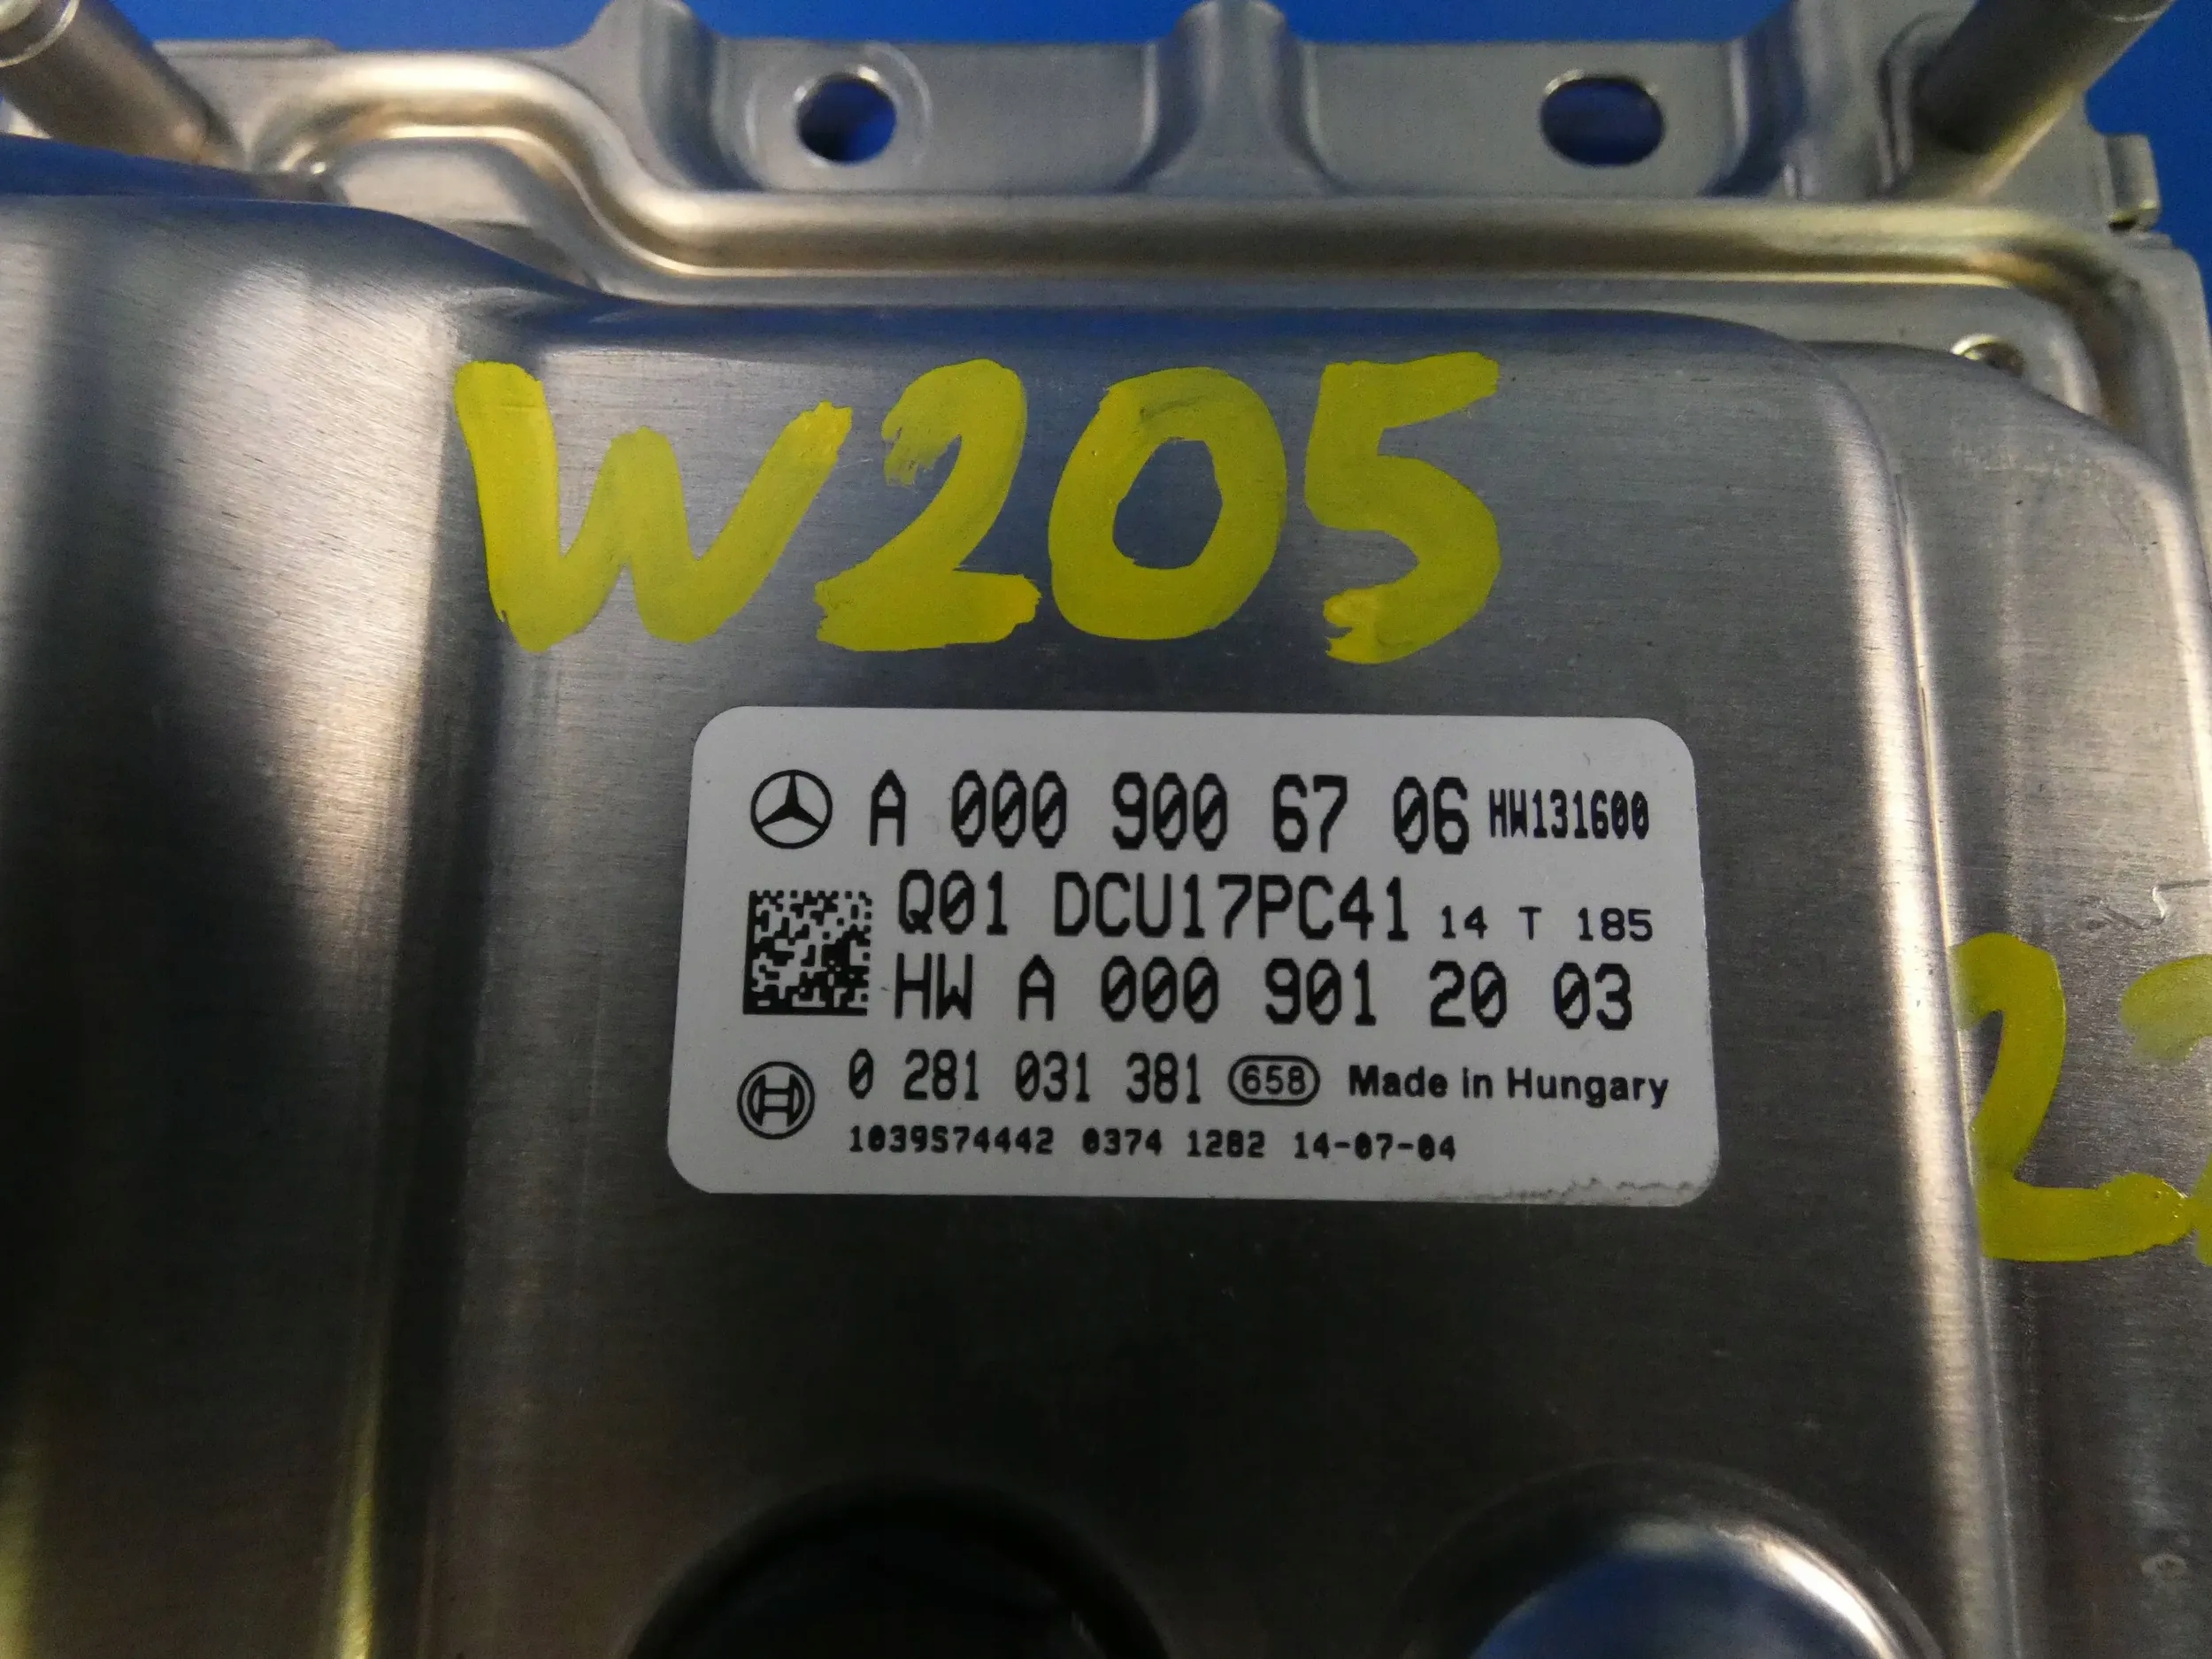 W205
A 000 900 67 06 HW131600
Q01 DCU17PC41 14 T 185
HW A 000 901 20 03
0 281 031 381 658 Made in Hungary
1039S74442 0374 1282 14-07-04